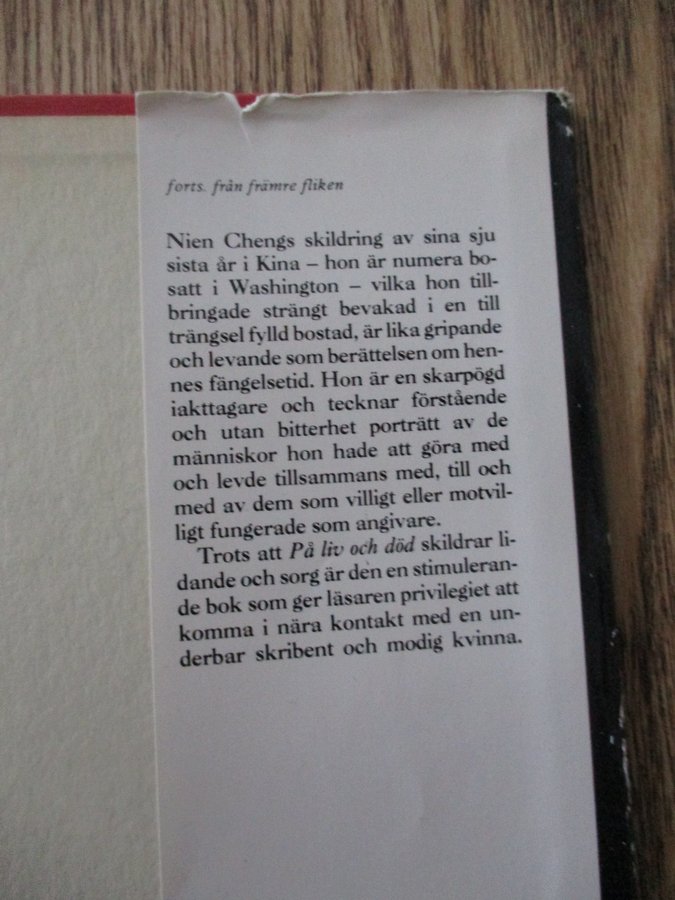 forts. från främre fliken
Nien Chengs skildring av sina sju
sista år i Kina – hon är numera bo-
satt i Washington – vilka hon till-
bringade strängt bevakad i en till
trängsel fylld bostad, är lika gripande
och levande som berättelsen om hen-
nes fängelsetid. Hon är en skarpögd
iakttagare och tecknar förstående
och utan bitterhet porträtt av de
människor hon hade att göra med
och levde tillsammans med, till och
med av dem som villigt eller motvil-
ligt fungerade som angivare.
Trots att På liv och död skildrar li-
dande och sorg är den en stimuleran-
de bok som ger läsaren privilegiet att
komma i nära kontakt med en un-
derbar skribent och modig kvinna.